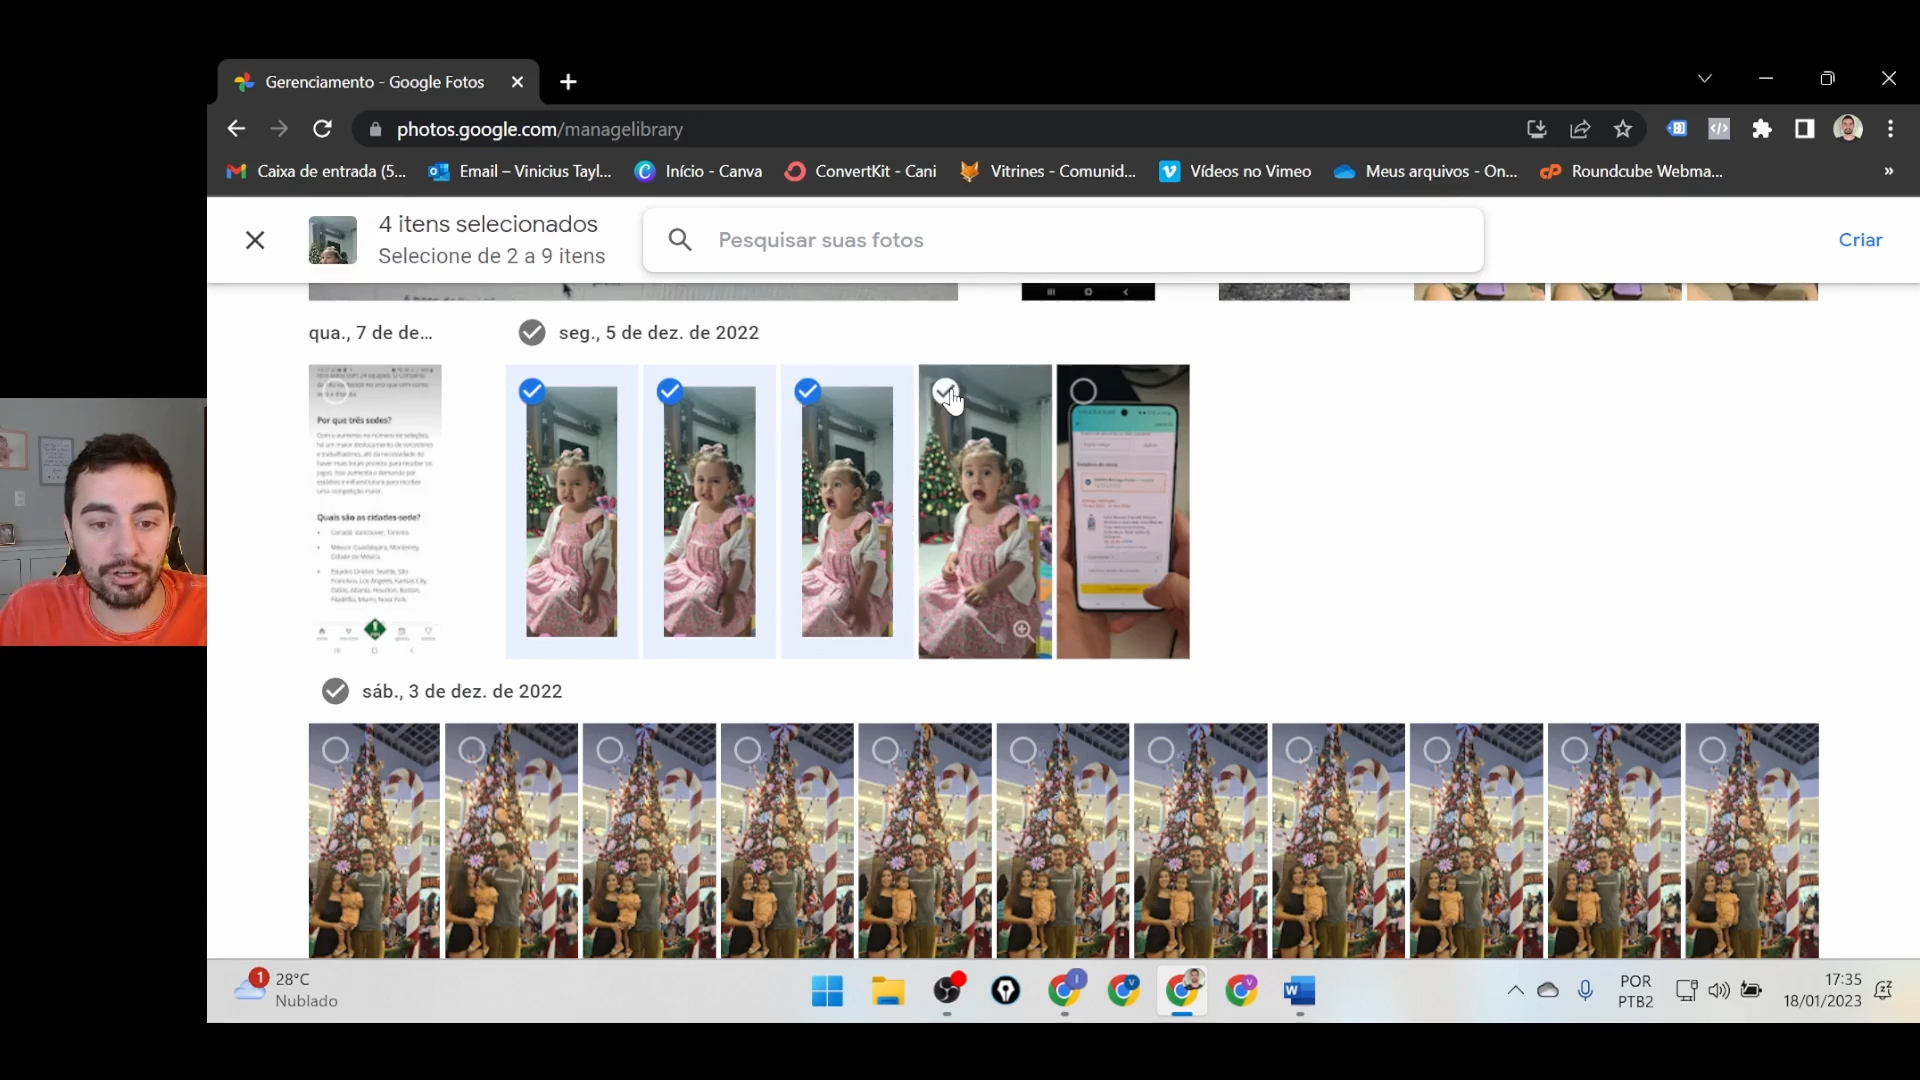 Gerenciamento - Google Fotos
photos.google.com/managelibrary
Caixa de entrada (5...
Email – Vinicius Tayl...
Início - Canva
ConvertKit - Cani
Vitrines - Comunid...
Vídeos no Vimeo
Meus arquivos - On...
Roundcube Webma...
»
4 itens selecionados
Selecione de 2 a 9 itens
Pesquisar suas fotos
Criar
qua., 7 de de...
seg., 5 de dez. de 2022
Por que três sedes?
Quais são as cidades-sede?
sáb., 3 de dez. de 2022
1
28°C
Nublado
POR
PTB2
17:35
18/01/2023